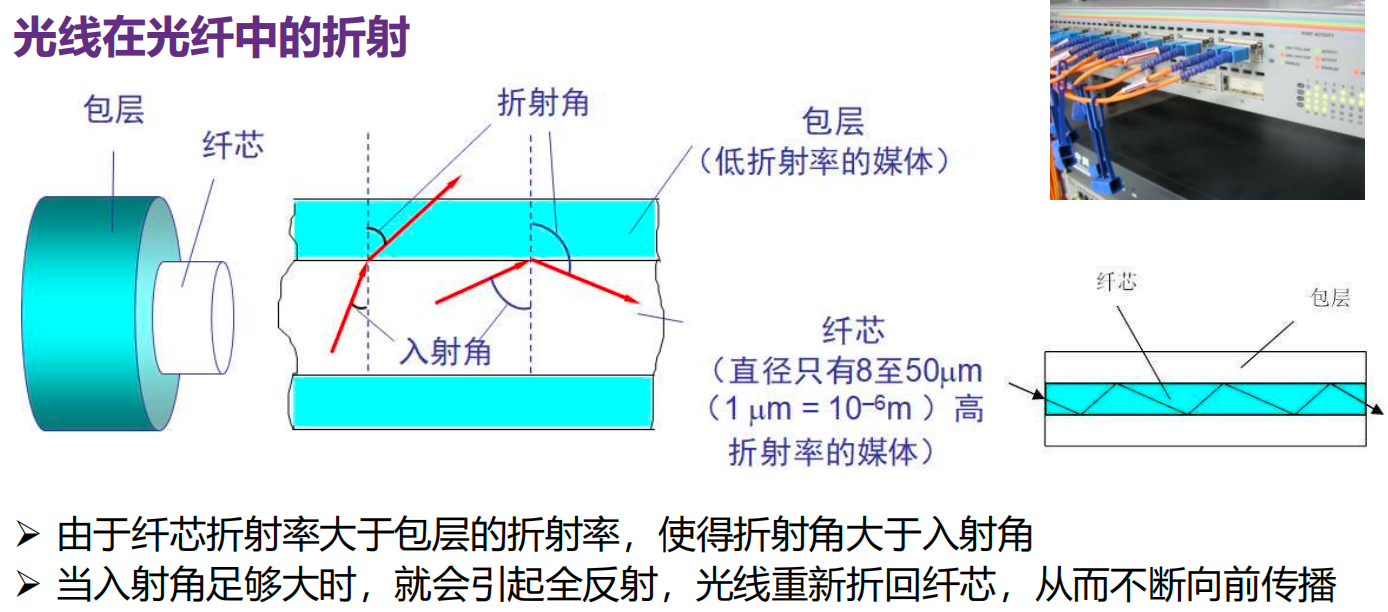 光线在光纤中的折射
包层
纤芯
折射角
包层
（低折射率的媒体）
入射角
纤芯
（直径只有8至50μm
（1 μm = 10⁻⁶m ）高
折射率的媒体）
纤芯
包层
➢ 由于纤芯折射率大于包层的折射率，使得折射角大于入射角
➢ 当入射角足够大时，就会引起全反射，光线重新折回纤芯，从而不断向前传播